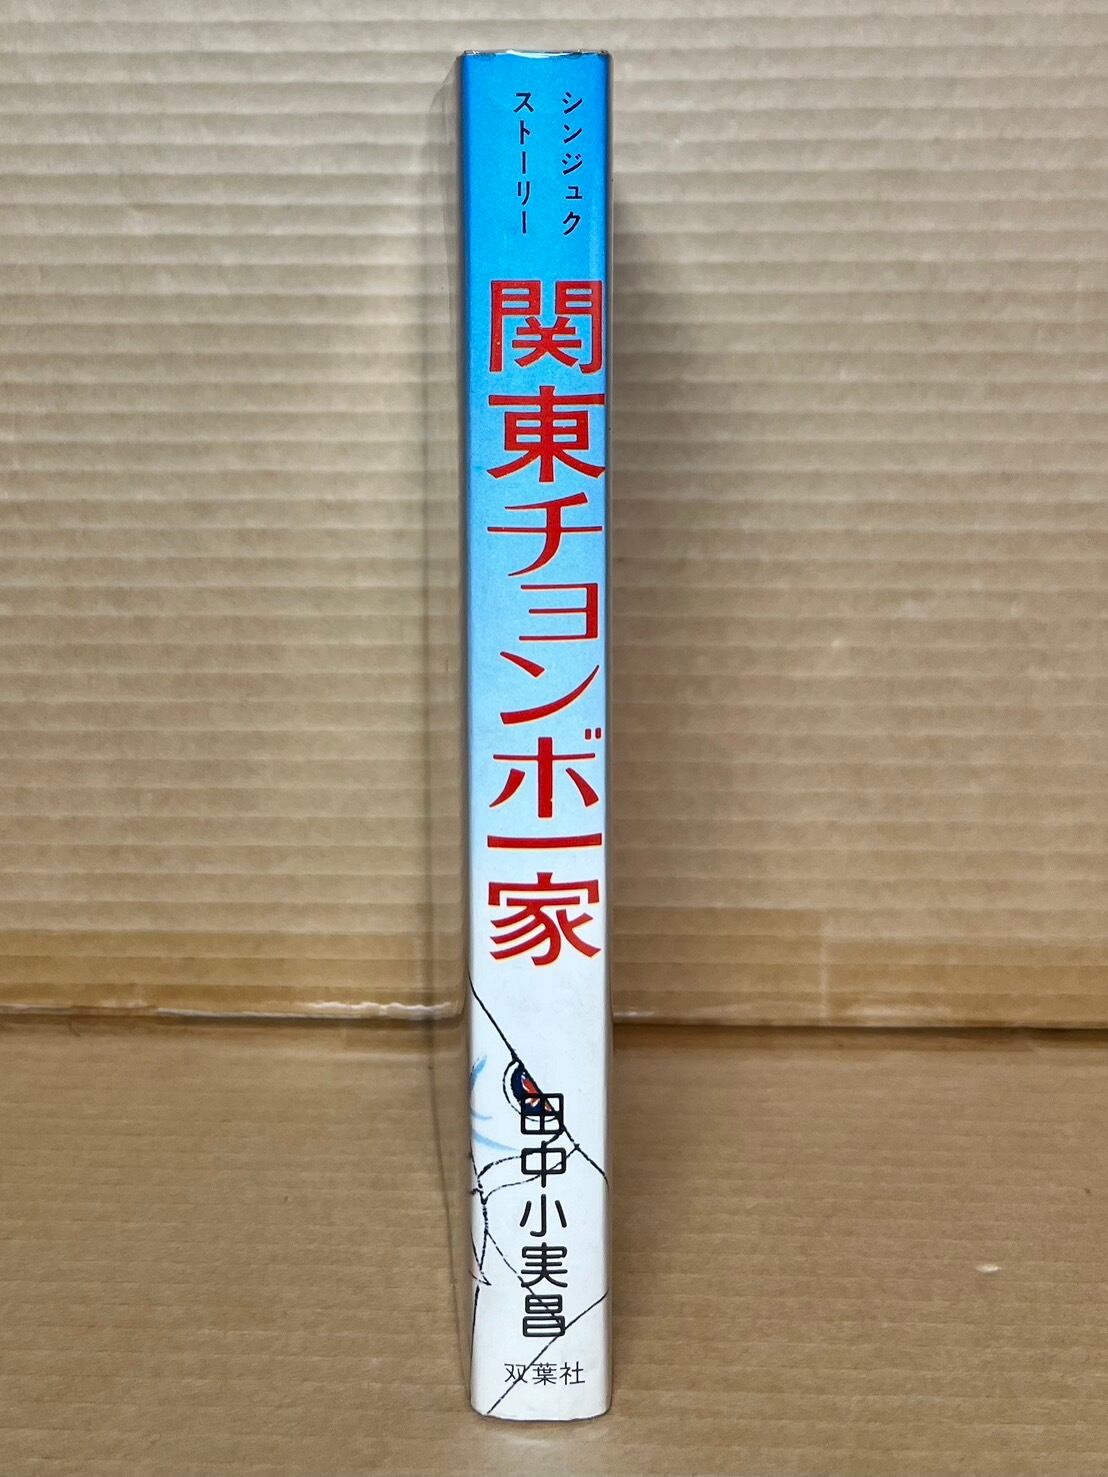 シンジュク
ストーリー
関東チョンボ一家
田中小実昌
双葉社